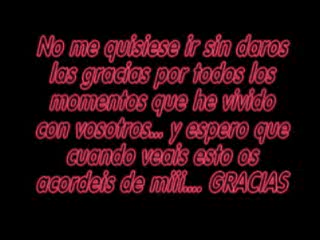 No me quisiese ir sin daros
las gracias por todos los
momentos que he vivido
con vosotros... y espero que
cuando veais esto os
acordeis de miii.... GRACIAS